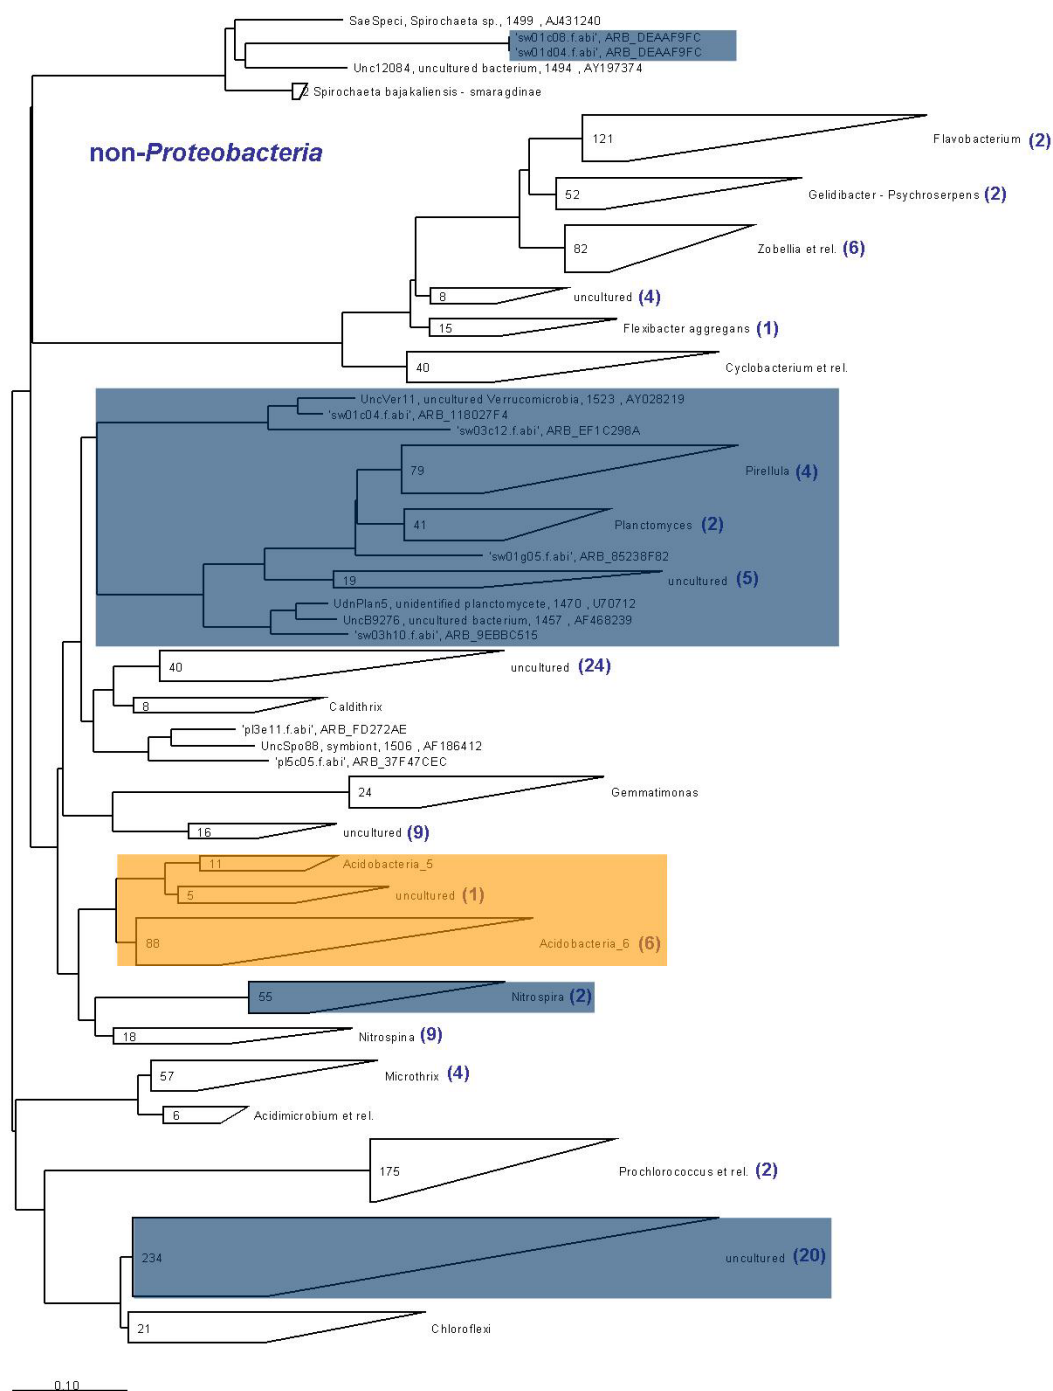 SaeSpeci, Spirochaeta sp., 1499 , AJ431240
'sw01c08.f.abi', ARB_DEAAF9FC
'sw01d04.f.abi', ARB_DEAAF9FC
Unc12084, uncultured bacterium, 1494 , AY197374
2 Spirochaeta bajakaliensis - smaragdinae
non-Proteobacteria
121 Flavobacterium (2)
52 Gelidibacter - Psychroserpens (2)
82 Zobellia et rel. (6)
8 uncultured (4)
15 Flexibacter aggregans (1)
40 Cyclobacterium et rel.
UncVer11, uncultured Verrucomicrobia, 1523 , AY028219
'sw01c04.f.abi', ARB_118027F4
'sw03c12.f.abi', ARB_EF1C298A
79 Pirellula (4)
41 Planctomyces (2)
'sw01g05.f.abi', ARB_85238F82
19 uncultured (5)
UdnPlan5, unidentified planctomycete, 1470 , U70712
UncB9276 , uncultured bacterium, 1457 , AF468239
'sw03h10.f.abi', ARB_9EBBC515
40 uncultured (24)
8 Caldithrix
'pl3e11.f.abi', ARB_FD272AE
UncSpo88, symbiont, 1506 , AF186412
'pl5c05.f.abi', ARB_37F47CEC
24 Gemmatimonas
16 uncultured (9)
11 Acidobacteria_5
5 uncultured (1)
88 Acidobacteria_6 (6)
55 Nitrospira (2)
18 Nitrospina (9)
57 Microthrix (4)
6 Acidimicrobium et rel.
175 Prochlorococcus et rel. (2)
234 uncultured (20)
21 Chloroflexi
0.10